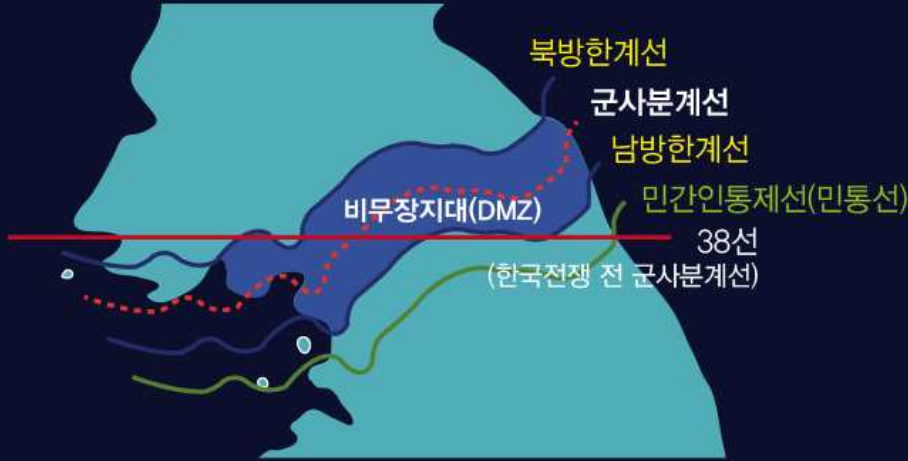 북방한계선
군사분계선
남방한계선
비무장지대(DMZ)
민간인통제선(민통선)
38선
(한국전쟁 전 군사분계선)